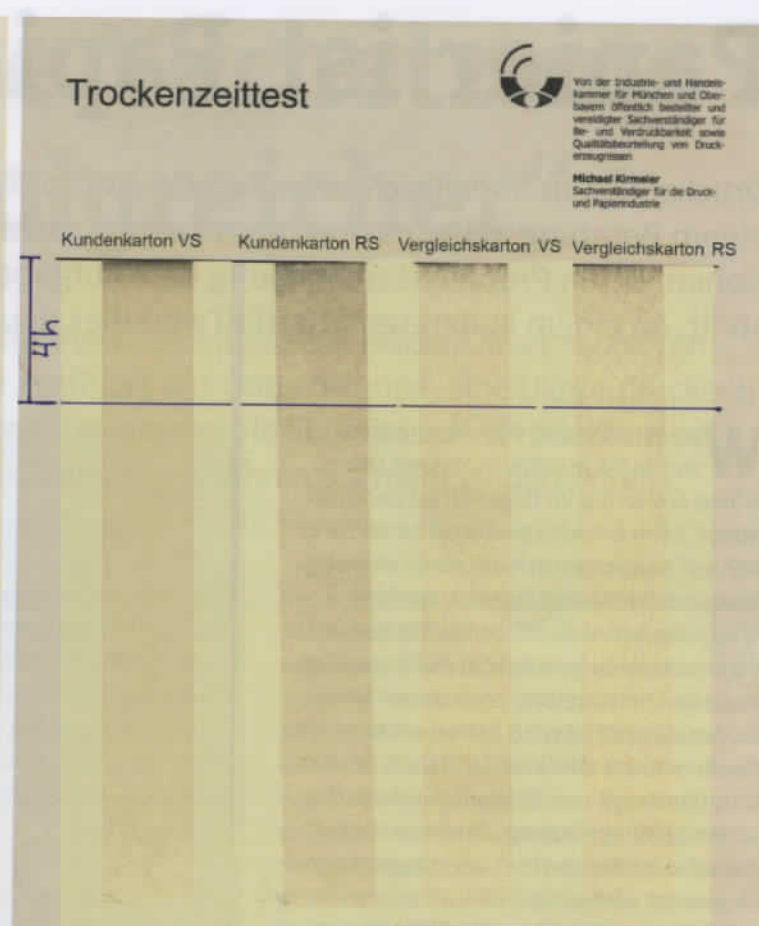 Trockenzeittest
Von der Industrie- und Handels-
kammer für München und Ober-
bayern öffentlich bestellter und
vereidigter Sachverständiger für
Be- und Verdruckbarkeit sowie
Qualitätsbeurteilung von Druck-
erzeugnissen
Michael Kirmeier
Sachverständiger für die Druck-
und Papierindustrie
Kundenkarton VS Kundenkarton RS Vergleichskarton VS Vergleichskarton RS
4h